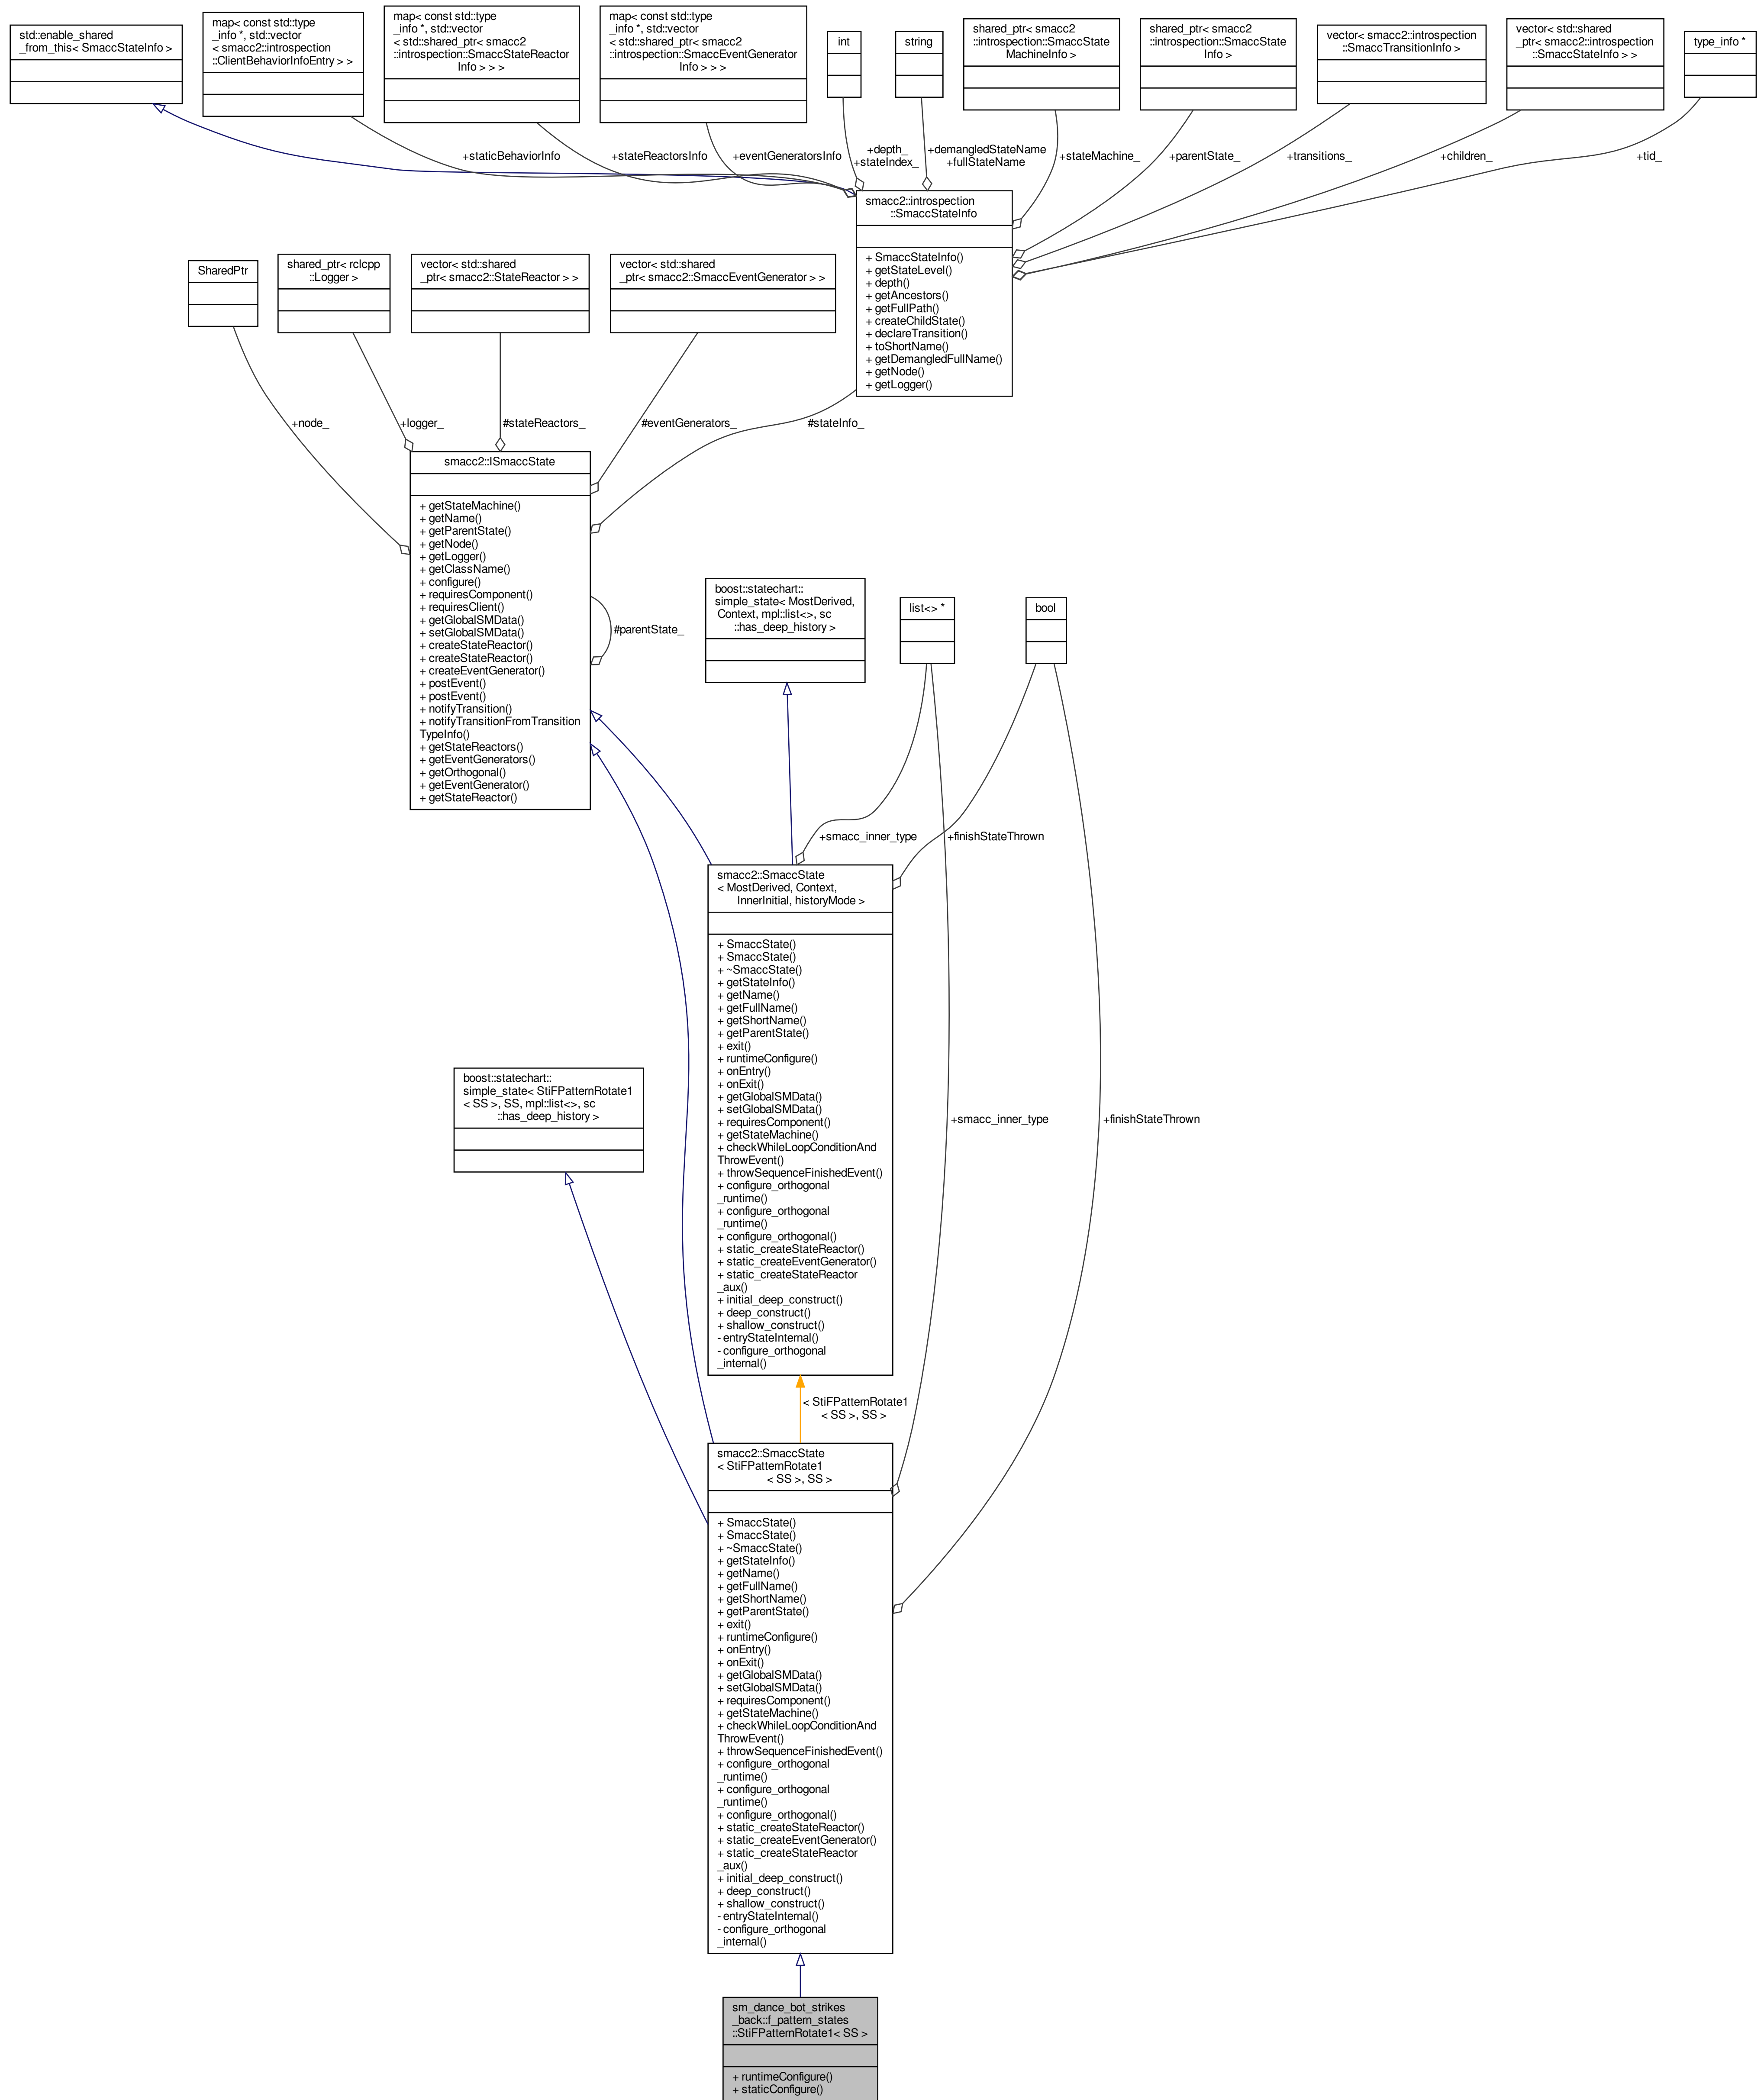 std::enable_shared
_from_this< SmaccStateInfo >
map< const std::type
_info *, std::vector
< smacc2::introspection
::ClientBehaviorInfoEntry > >
map< const std::type
_info *, std::vector
< std::shared_ptr< smacc2
::introspection::SmaccStateReactor
Info > > >
map< const std::type
_info *, std::vector
< std::shared_ptr< smacc2
::introspection::SmaccEventGenerator
Info > > >
int
string
shared_ptr< smacc2
::introspection::SmaccState
MachineInfo >
shared_ptr< smacc2
::introspection::SmaccState
Info >
vector< smacc2::introspection
::SmaccTransitionInfo >
vector< std::shared
_ptr< smacc2::introspection
::SmaccStateInfo > >
type_info *
+staticBehaviorInfo
+stateReactorsInfo
+eventGeneratorsInfo
+depth_
+stateIndex_
+demangledStateName
+fullStateName
+stateMachine_
+parentState_
+transitions_
+children_
+tid_
smacc2::introspection
::SmaccStateInfo
+ SmaccStateInfo()
+ getStateLevel()
+ depth()
+ getAncestors()
+ getFullPath()
+ createChildState()
+ declareTransition()
+ toShortName()
+ getDemangledFullName()
+ getNode()
+ getLogger()
SharedPtr
shared_ptr< rclcpp
::Logger >
vector< std::shared
_ptr< smacc2::StateReactor > >
vector< std::shared
_ptr< smacc2::SmaccEventGenerator > >
+node_
+logger_
#stateReactors_
#eventGenerators_
#stateInfo_
smacc2::ISmaccState
+ getStateMachine()
+ getName()
+ getParentState()
+ getNode()
+ getLogger()
+ getClassName()
+ configure()
+ requiresComponent()
+ requiresClient()
+ getGlobalSMData()
+ setGlobalSMData()
+ createStateReactor()
+ createStateReactor()
+ createEventGenerator()
+ postEvent()
+ postEvent()
+ notifyTransition()
+ notifyTransitionFromTransition
TypeInfo()
+ getStateReactors()
+ getEventGenerators()
+ getOrthogonal()
+ getEventGenerator()
+ getStateReactor()
#parentState_
boost::statechart::
simple_state< MostDerived,
Context, mpl::list<>, sc
::has_deep_history >
list<> *
bool
+smacc_inner_type
+finishStateThrown
smacc2::SmaccState
< MostDerived, Context,
InnerInitial, historyMode >
+ SmaccState()
+ SmaccState()
+ ~SmaccState()
+ getStateInfo()
+ getName()
+ getFullName()
+ getShortName()
+ getParentState()
+ exit()
+ runtimeConfigure()
+ onEntry()
+ onExit()
+ getGlobalSMData()
+ setGlobalSMData()
+ requiresComponent()
+ getStateMachine()
+ checkWhileLoopConditionAnd
ThrowEvent()
+ throwSequenceFinishedEvent()
+ configure_orthogonal
_runtime()
+ configure_orthogonal
_runtime()
+ configure_orthogonal()
+ static_createStateReactor()
+ static_createEventGenerator()
+ static_createStateReactor
_aux()
+ initial_deep_construct()
+ deep_construct()
+ shallow_construct()
- entryStateInternal()
- configure_orthogonal
_internal()
boost::statechart::
simple_state< StiFPatternRotate1
< SS >, SS, mpl::list<>, sc
::has_deep_history >
+smacc_inner_type
+finishStateThrown
< StiFPatternRotate1
< SS >, SS >
smacc2::SmaccState
< StiFPatternRotate1
< SS >, SS >
+ SmaccState()
+ SmaccState()
+ ~SmaccState()
+ getStateInfo()
+ getName()
+ getFullName()
+ getShortName()
+ getParentState()
+ exit()
+ runtimeConfigure()
+ onEntry()
+ onExit()
+ getGlobalSMData()
+ setGlobalSMData()
+ requiresComponent()
+ getStateMachine()
+ checkWhileLoopConditionAnd
ThrowEvent()
+ throwSequenceFinishedEvent()
+ configure_orthogonal
_runtime()
+ configure_orthogonal
_runtime()
+ configure_orthogonal()
+ static_createStateReactor()
+ static_createEventGenerator()
+ static_createStateReactor
_aux()
+ initial_deep_construct()
+ deep_construct()
+ shallow_construct()
- entryStateInternal()
- configure_orthogonal
_internal()
sm_dance_bot_strikes
_back::f_pattern_states
::StiFPatternRotate1< SS >
+ runtimeConfigure()
+ staticConfigure()